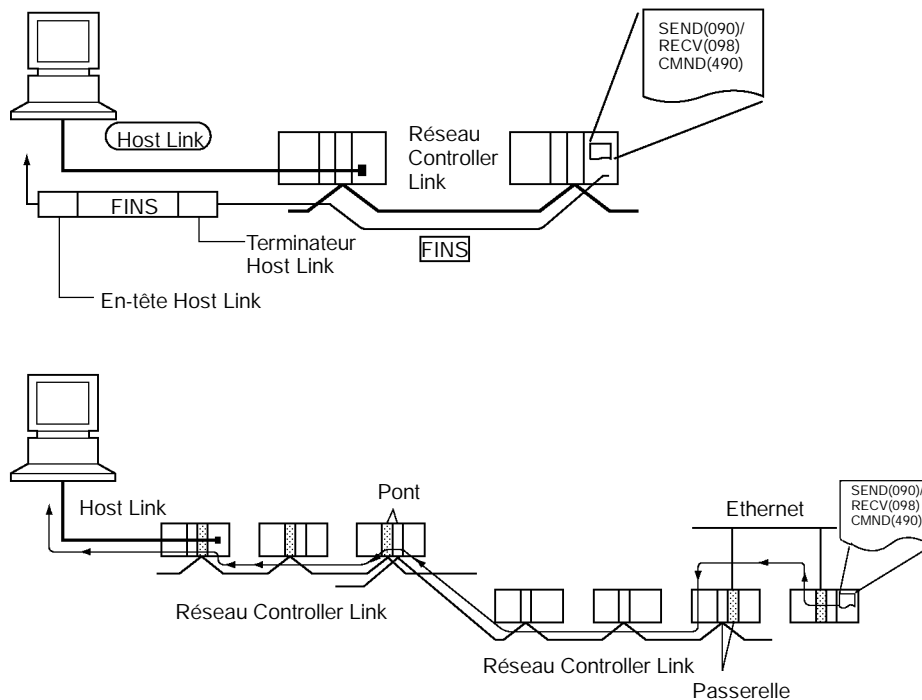 SEND(090)/
RECV(098)
CMND(490)
Host Link
Réseau
Controller
Link
FINS
FINS
Terminateur
Host Link
En-tête Host Link
Host Link
Pont
Ethernet
SEND(090)/
RECV(098)
CMND(490)
Réseau Controller Link
Réseau Controller Link
Passerelle